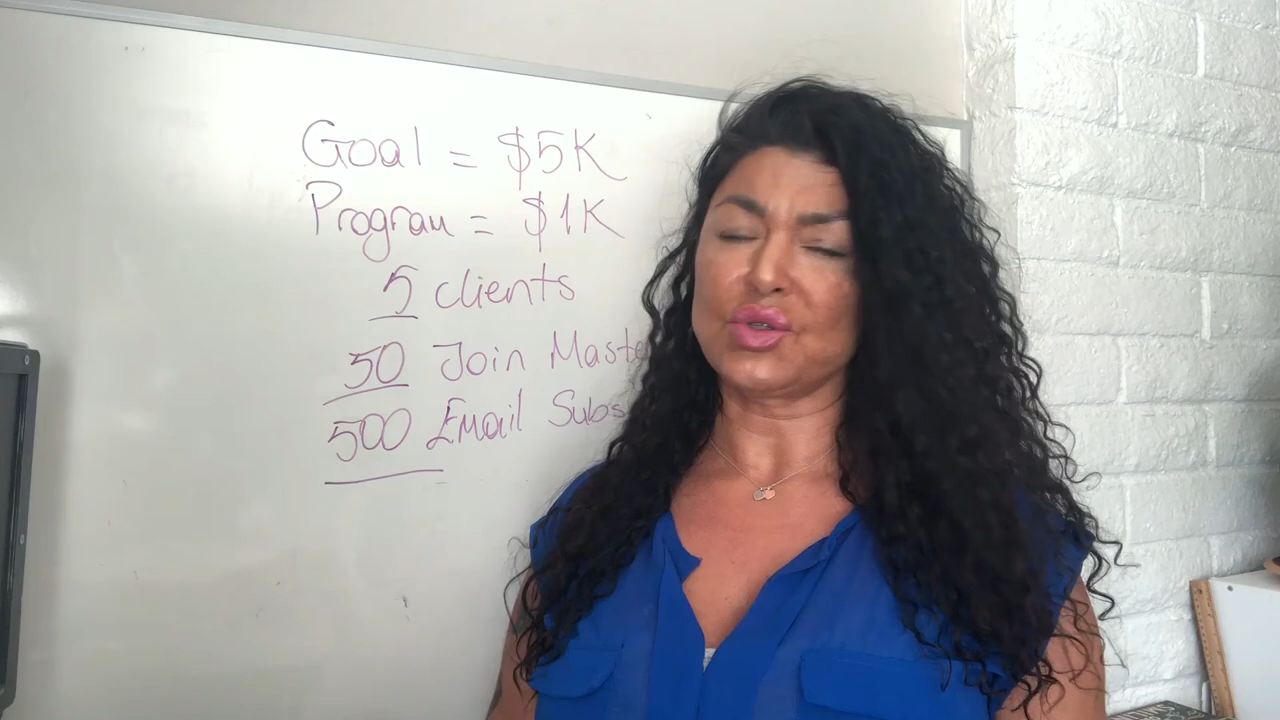 Goal = $5K
Program = $1K
5 clients
50 Join Maste
500 Email Subs